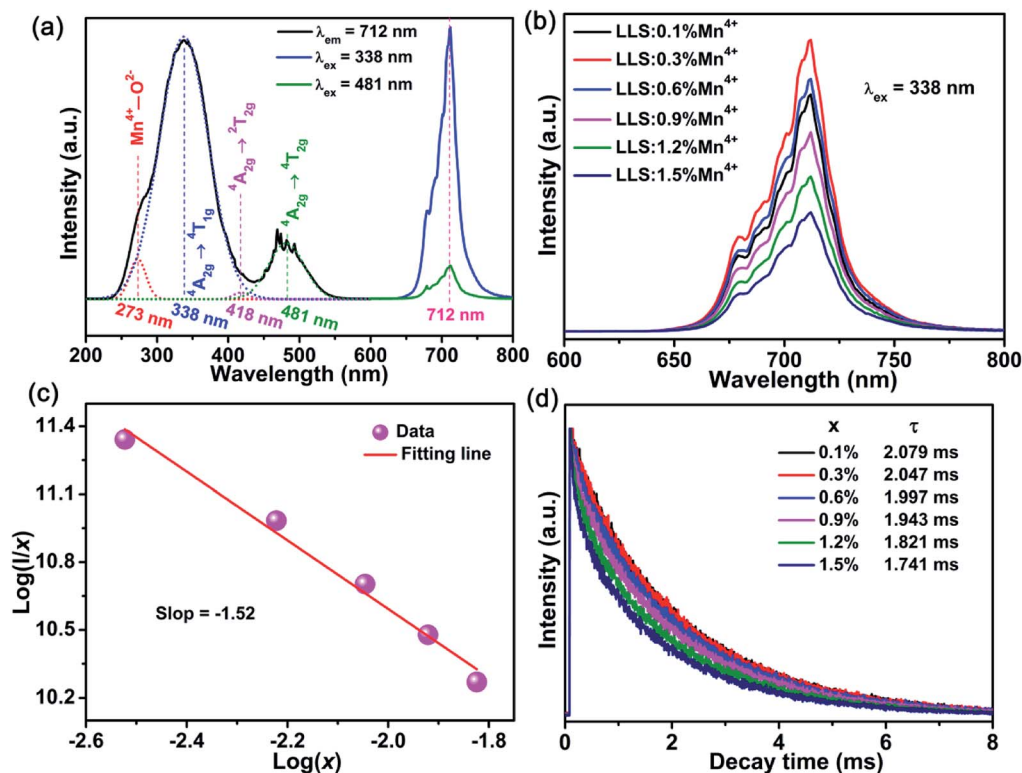 (a)
λem = 712 nm
λex = 338 nm
λex = 481 nm
Mn4+—O2-
4A2g → 4T1g
4A2g → 2T2g
4A2g → 4T2g
273 nm
338 nm
418 nm
481 nm
712 nm
200 300 400 500 600 700 800
Wavelength (nm)
Intensity (a.u.)
(b)
LLS:0.1%Mn4+
LLS:0.3%Mn4+
LLS:0.6%Mn4+
LLS:0.9%Mn4+
LLS:1.2%Mn4+
LLS:1.5%Mn4+
λex = 338 nm
600 650 700 750 800
Wavelength (nm)
Intensity (a.u.)
(c)
Data
Fitting line
Slop = -1.52
11.4
11.1
10.8
10.5
10.2
-2.6 -2.4 -2.2 -2.0 -1.8
Log(x)
Log(I/x)
(d)
x τ
0.1% 2.079 ms
0.3% 2.047 ms
0.6% 1.997 ms
0.9% 1.943 ms
1.2% 1.821 ms
1.5% 1.741 ms
0 2 4 6 8
Decay time (ms)
Intensity (a.u.)